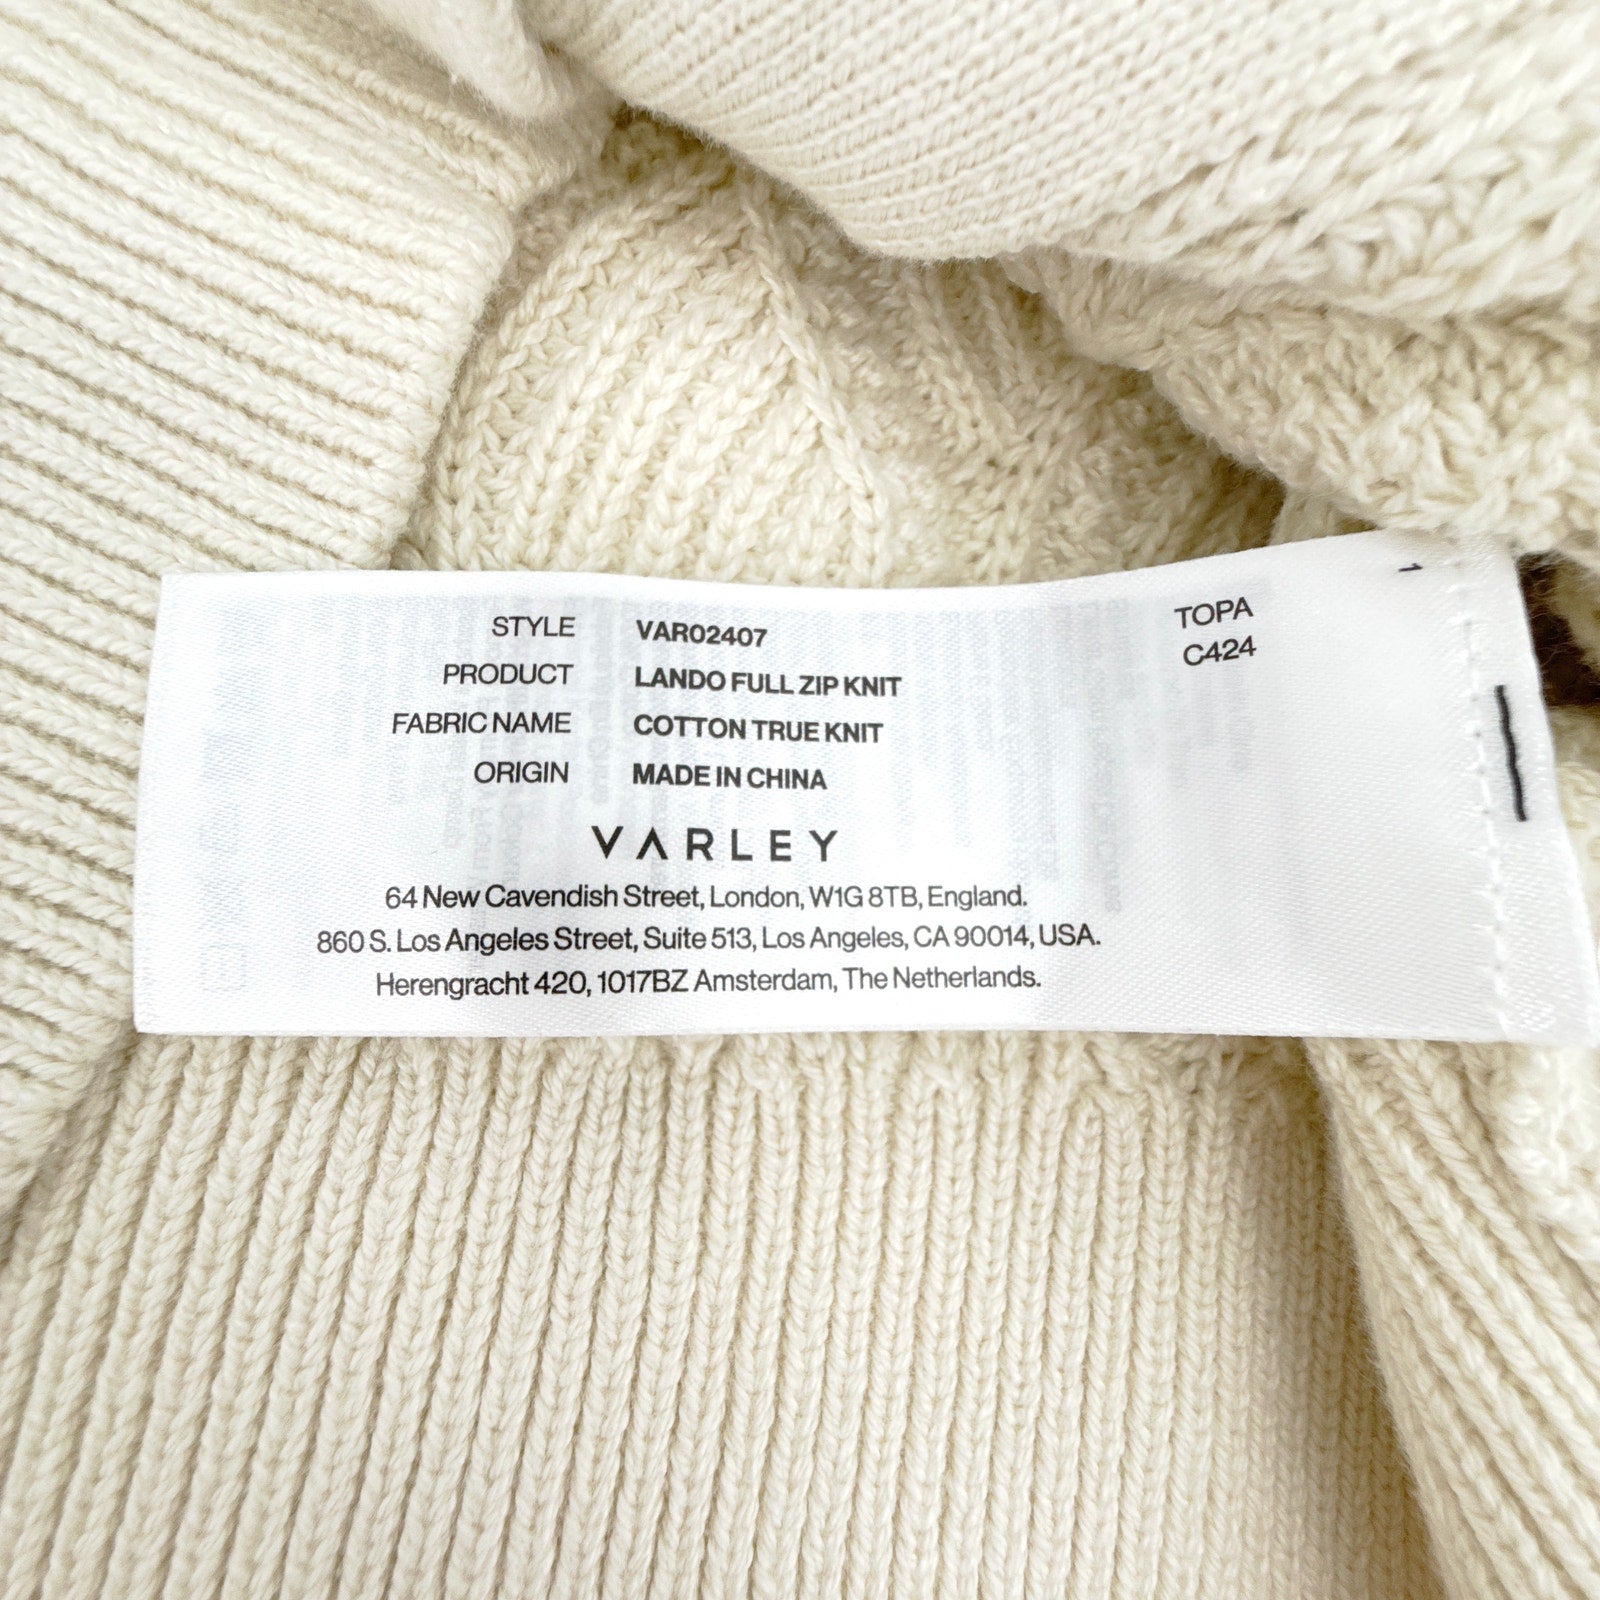 STYLE VAR02407
PRODUCT LANDO FULL ZIP KNIT
FABRIC NAME COTTON TRUE KNIT
ORIGIN MADE IN CHINA
TOPA
C424
1
VARLEY
64 New Cavendish Street, London, W1G 8TB, England.
860 S. Los Angeles Street, Suite 513, Los Angeles, CA 90014, USA.
Herengracht 420, 1017BZ Amsterdam, The Netherlands.